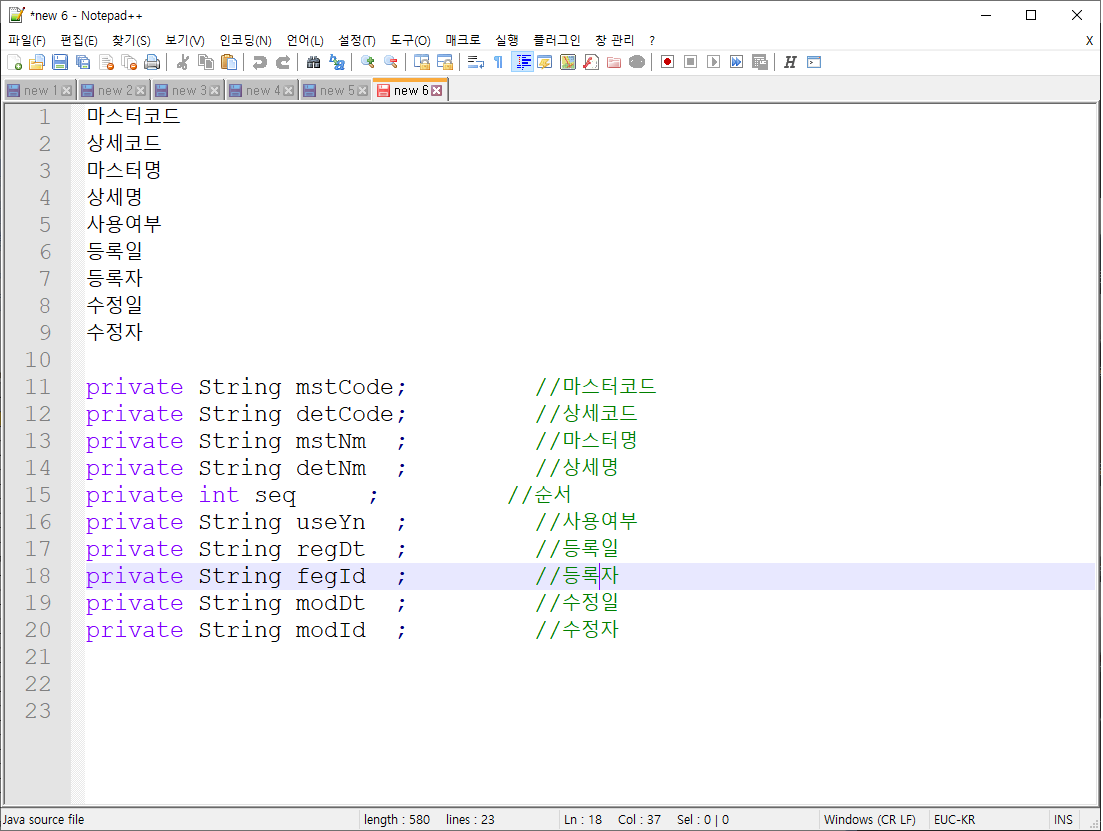 *new 6 - Notepad++
파일(F) 편집(E) 찾기(S) 보기(V) 인코딩(N) 언어(L) 설정(T) 도구(O) 매크로 실행 플러그인 창 관리 ? X
new 1 new 2 new 3 new 4 new 5 new 6
1 마스터코드
2 상세코드
3 마스터명
4 상세명
5 사용여부
6 등록일
7 등록자
8 수정일
9 수정자
10
11 private String mstCode; //마스터코드
12 private String detCode; //상세코드
13 private String mstNm ; //마스터명
14 private String detNm ; //상세명
15 private int seq ; //순서
16 private String useYn ; //사용여부
17 private String regDt ; //등록일
18 private String fegId ; //등록자
19 private String modDt ; //수정일
20 private String modId ; //수정자
21
22
23
Java source file length : 580 lines : 23 Ln : 18 Col : 37 Sel : 0 | 0 Windows (CR LF) EUC-KR INS